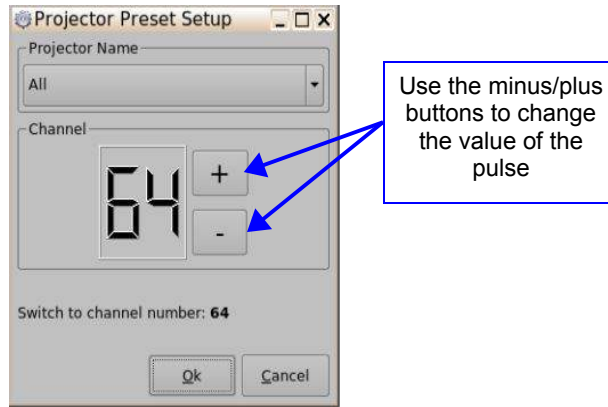 Projector Preset Setup
Projector Name
All
Channel
64
+
-
Switch to channel number: 64
Ok
Cancel
Use the minus/plus
buttons to change
the value of the
pulse